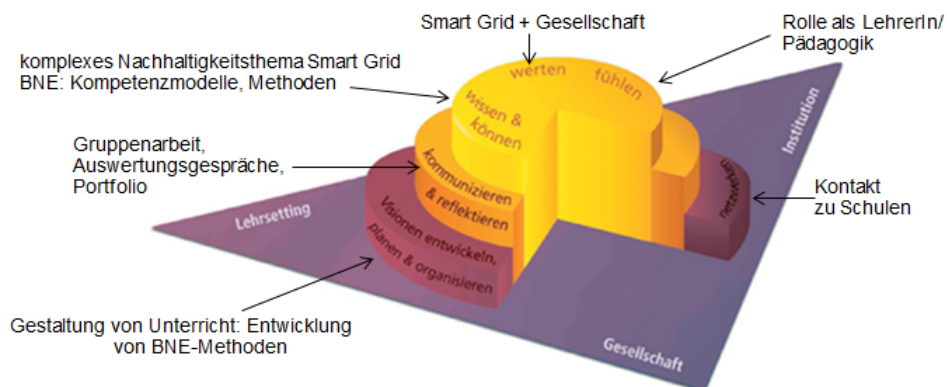 Smart Grid + Gesellschaft
Rolle als LehrerIn/
Pädagogik
komplexes Nachhaltigkeitsthema Smart Grid
BNE: Kompetenzmodelle, Methoden
werten
fühlen
wissen &
können
Institution
Gruppenarbeit,
Auswertungsgespräche,
Portfolio
kommunizieren
& reflektieren
netzwerken
Kontakt
zu Schulen
Lehrsetting
Visionen entwickeln,
planen & organisieren
Gestaltung von Unterricht: Entwicklung
von BNE-Methoden
Gesellschaft